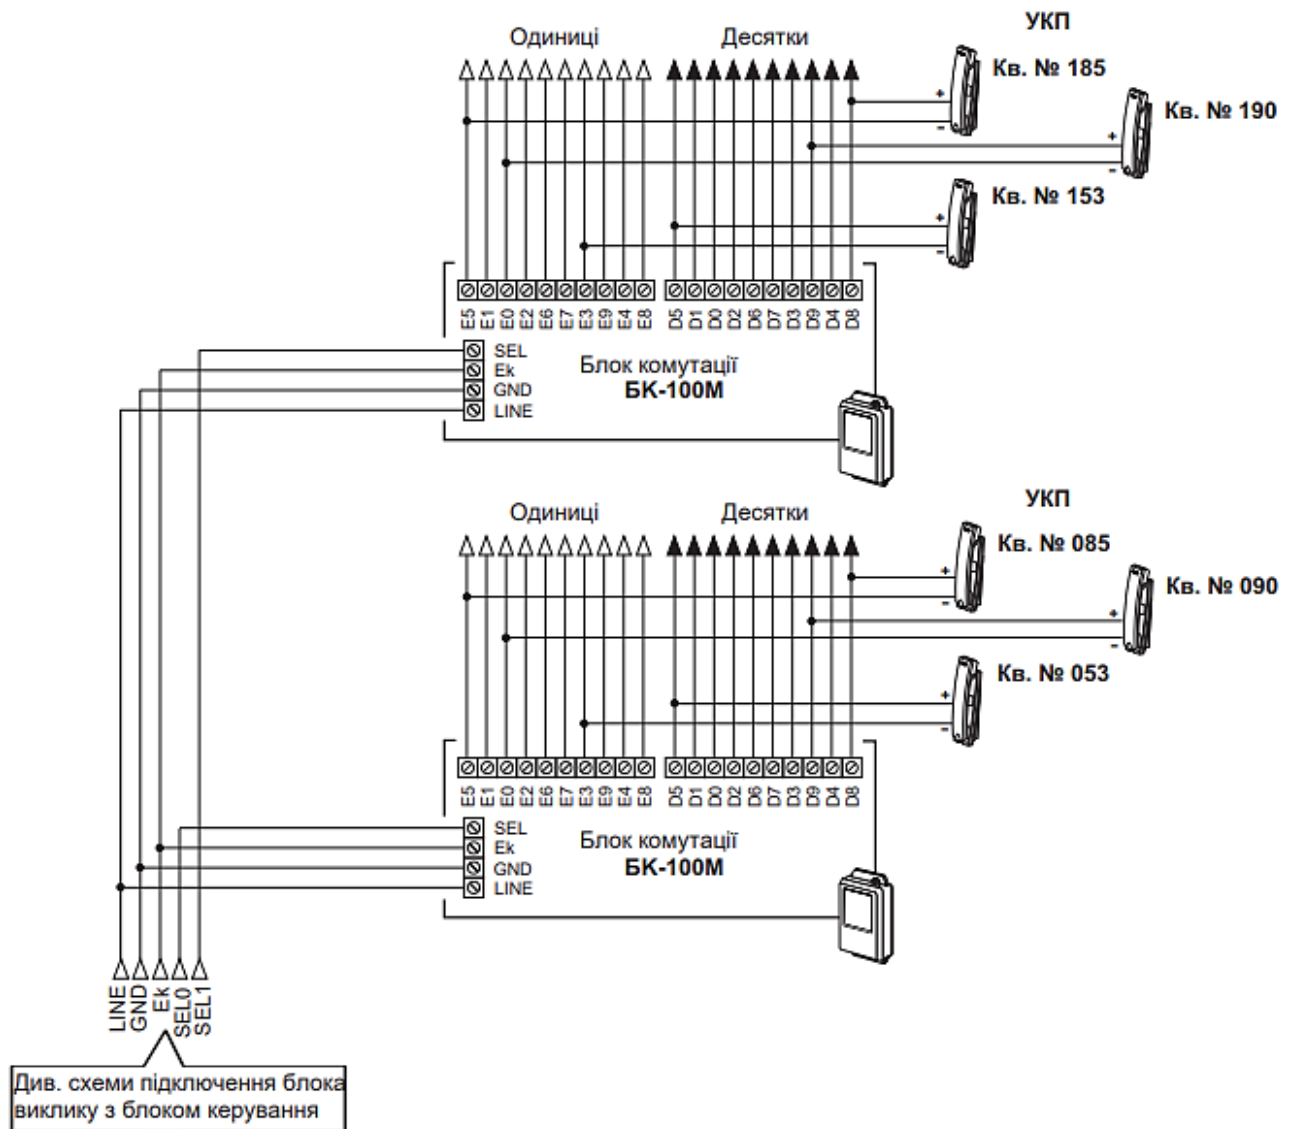 УКП
Одиниці
Десятки
Кв. № 185
Кв. № 190
Кв. № 153
+
-
+
-
+
-
E5 E1 E0 E2 E6 E7 E3 E9 E4 E8
D5 D1 D0 D2 D6 D7 D3 D9 D4 D8
SEL
Ek
GND
LINE
Блок комутації
БК-100М
УКП
Одиниці
Десятки
Кв. № 085
Кв. № 090
Кв. № 053
+
-
+
-
+
-
E5 E1 E0 E2 E6 E7 E3 E9 E4 E8
D5 D1 D0 D2 D6 D7 D3 D9 D4 D8
SEL
Ek
GND
LINE
Блок комутації
БК-100М
LINE
GND
Ek
SEL0
SEL1
Див. схеми підключення блока
виклику з блоком керування